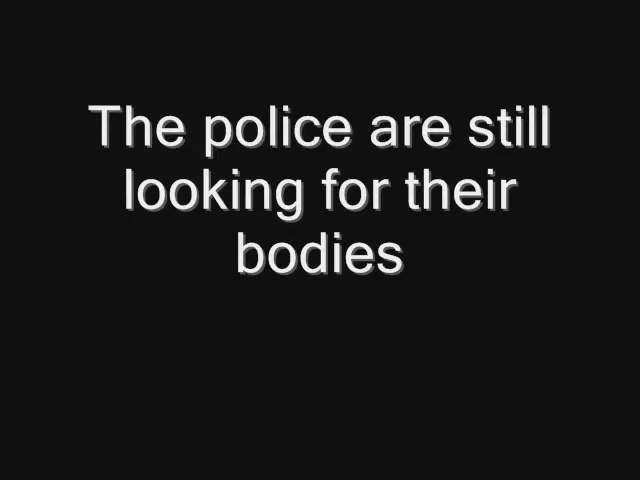 The police are still
looking for their
bodies